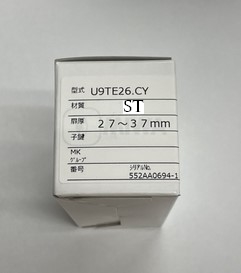 型式 U9TE26.CY
材質 ST
扉厚 27～37mm
子鍵
MK
グループ
番号 シリアルNo.
552AA0694-1